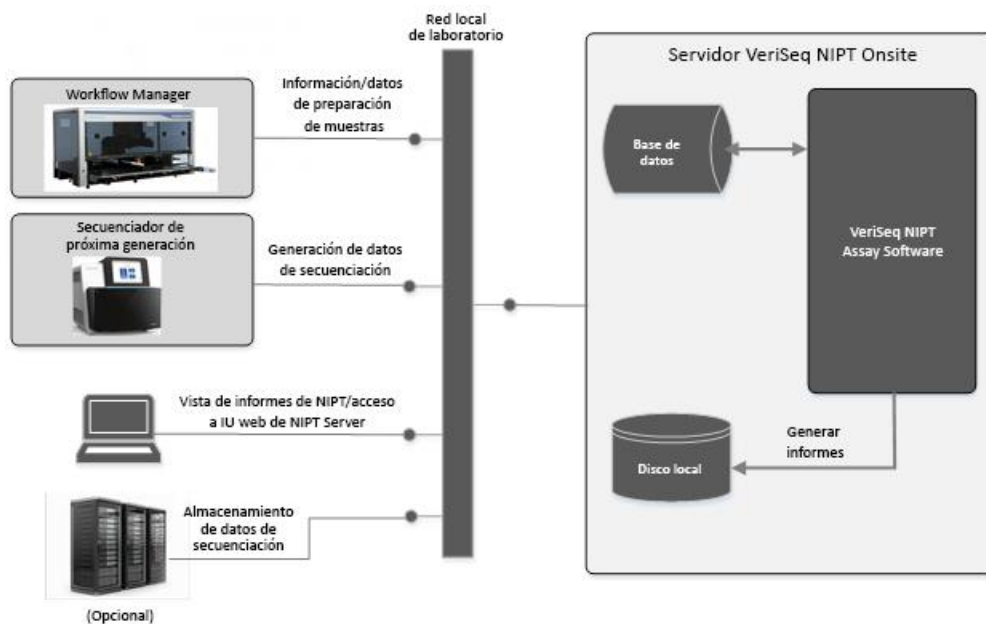 Red local
de laboratorio
Workflow Manager
Información/datos
de preparación
de muestras
Secuenciador de
próxima generación
Generación de datos
de secuenciación
Vista de informes de NIPT/acceso
a IU web de NIPT Server
Almacenamiento
de datos de
secuenciación
(Opcional)
Servidor VeriSeq NIPT Onsite
Base de
datos
VeriSeq NIPT
Assay Software
Generar
informes
Disco local